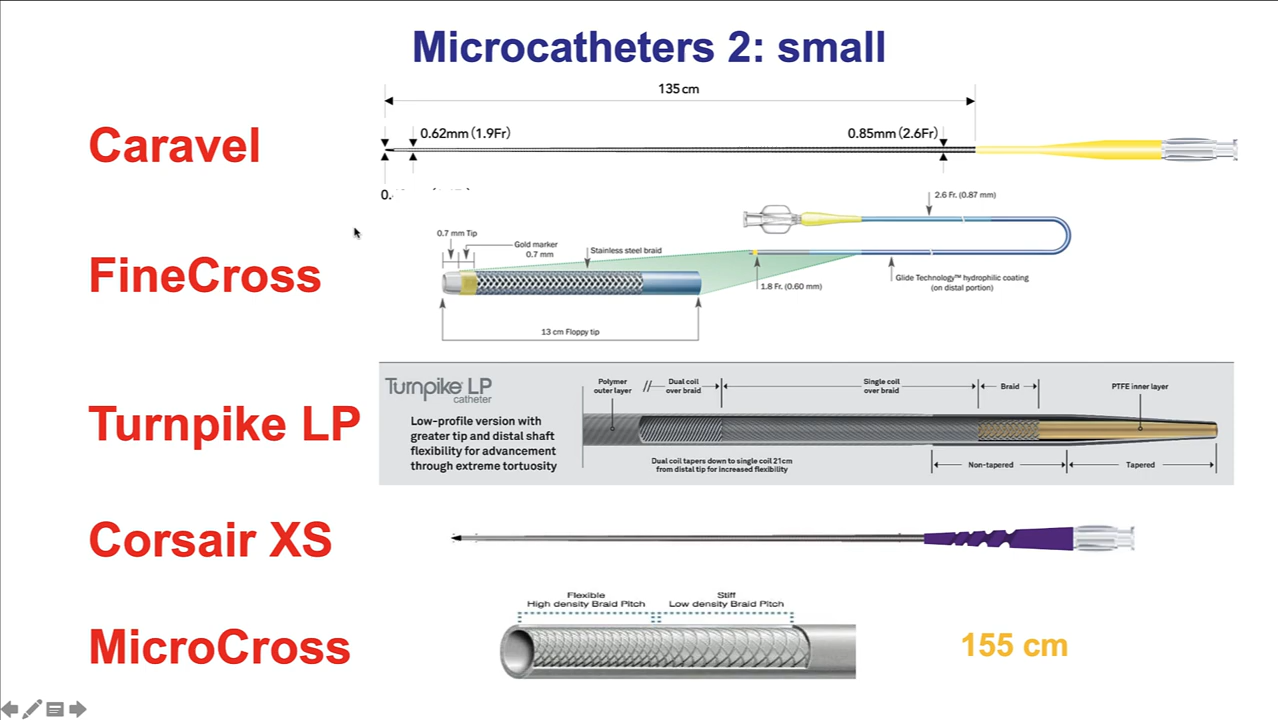 Microcatheters 2: small
135 cm
Caravel
0.62mm (1.9Fr)
0.85mm (2.6Fr)
0.
FineCross
2.6 Fr. (0.87 mm)
0.7 mm Tip
Gold marker
0.7 mm
Stainless steel braid
1.8 Fr. (0.60 mm)
Glide Technology™ hydrophilic coating
(on distal portion)
13 cm Floppy tip
Turnpike LP
Turnpike® LP
catheter
Low-profile version with
greater tip and distal shaft
flexibility for advancement
through extreme tortuosity
Polymer
outer layer
Dual coil
over braid
Single coil
over braid
Braid
PTFE inner layer
Dual coil tapers down to single coil 21cm
from distal tip for increased flexibility
Non-tapered
Tapered
Corsair XS
MicroCross
Flexible
High density Braid Pitch
Stiff
Low density Braid Pitch
155 cm